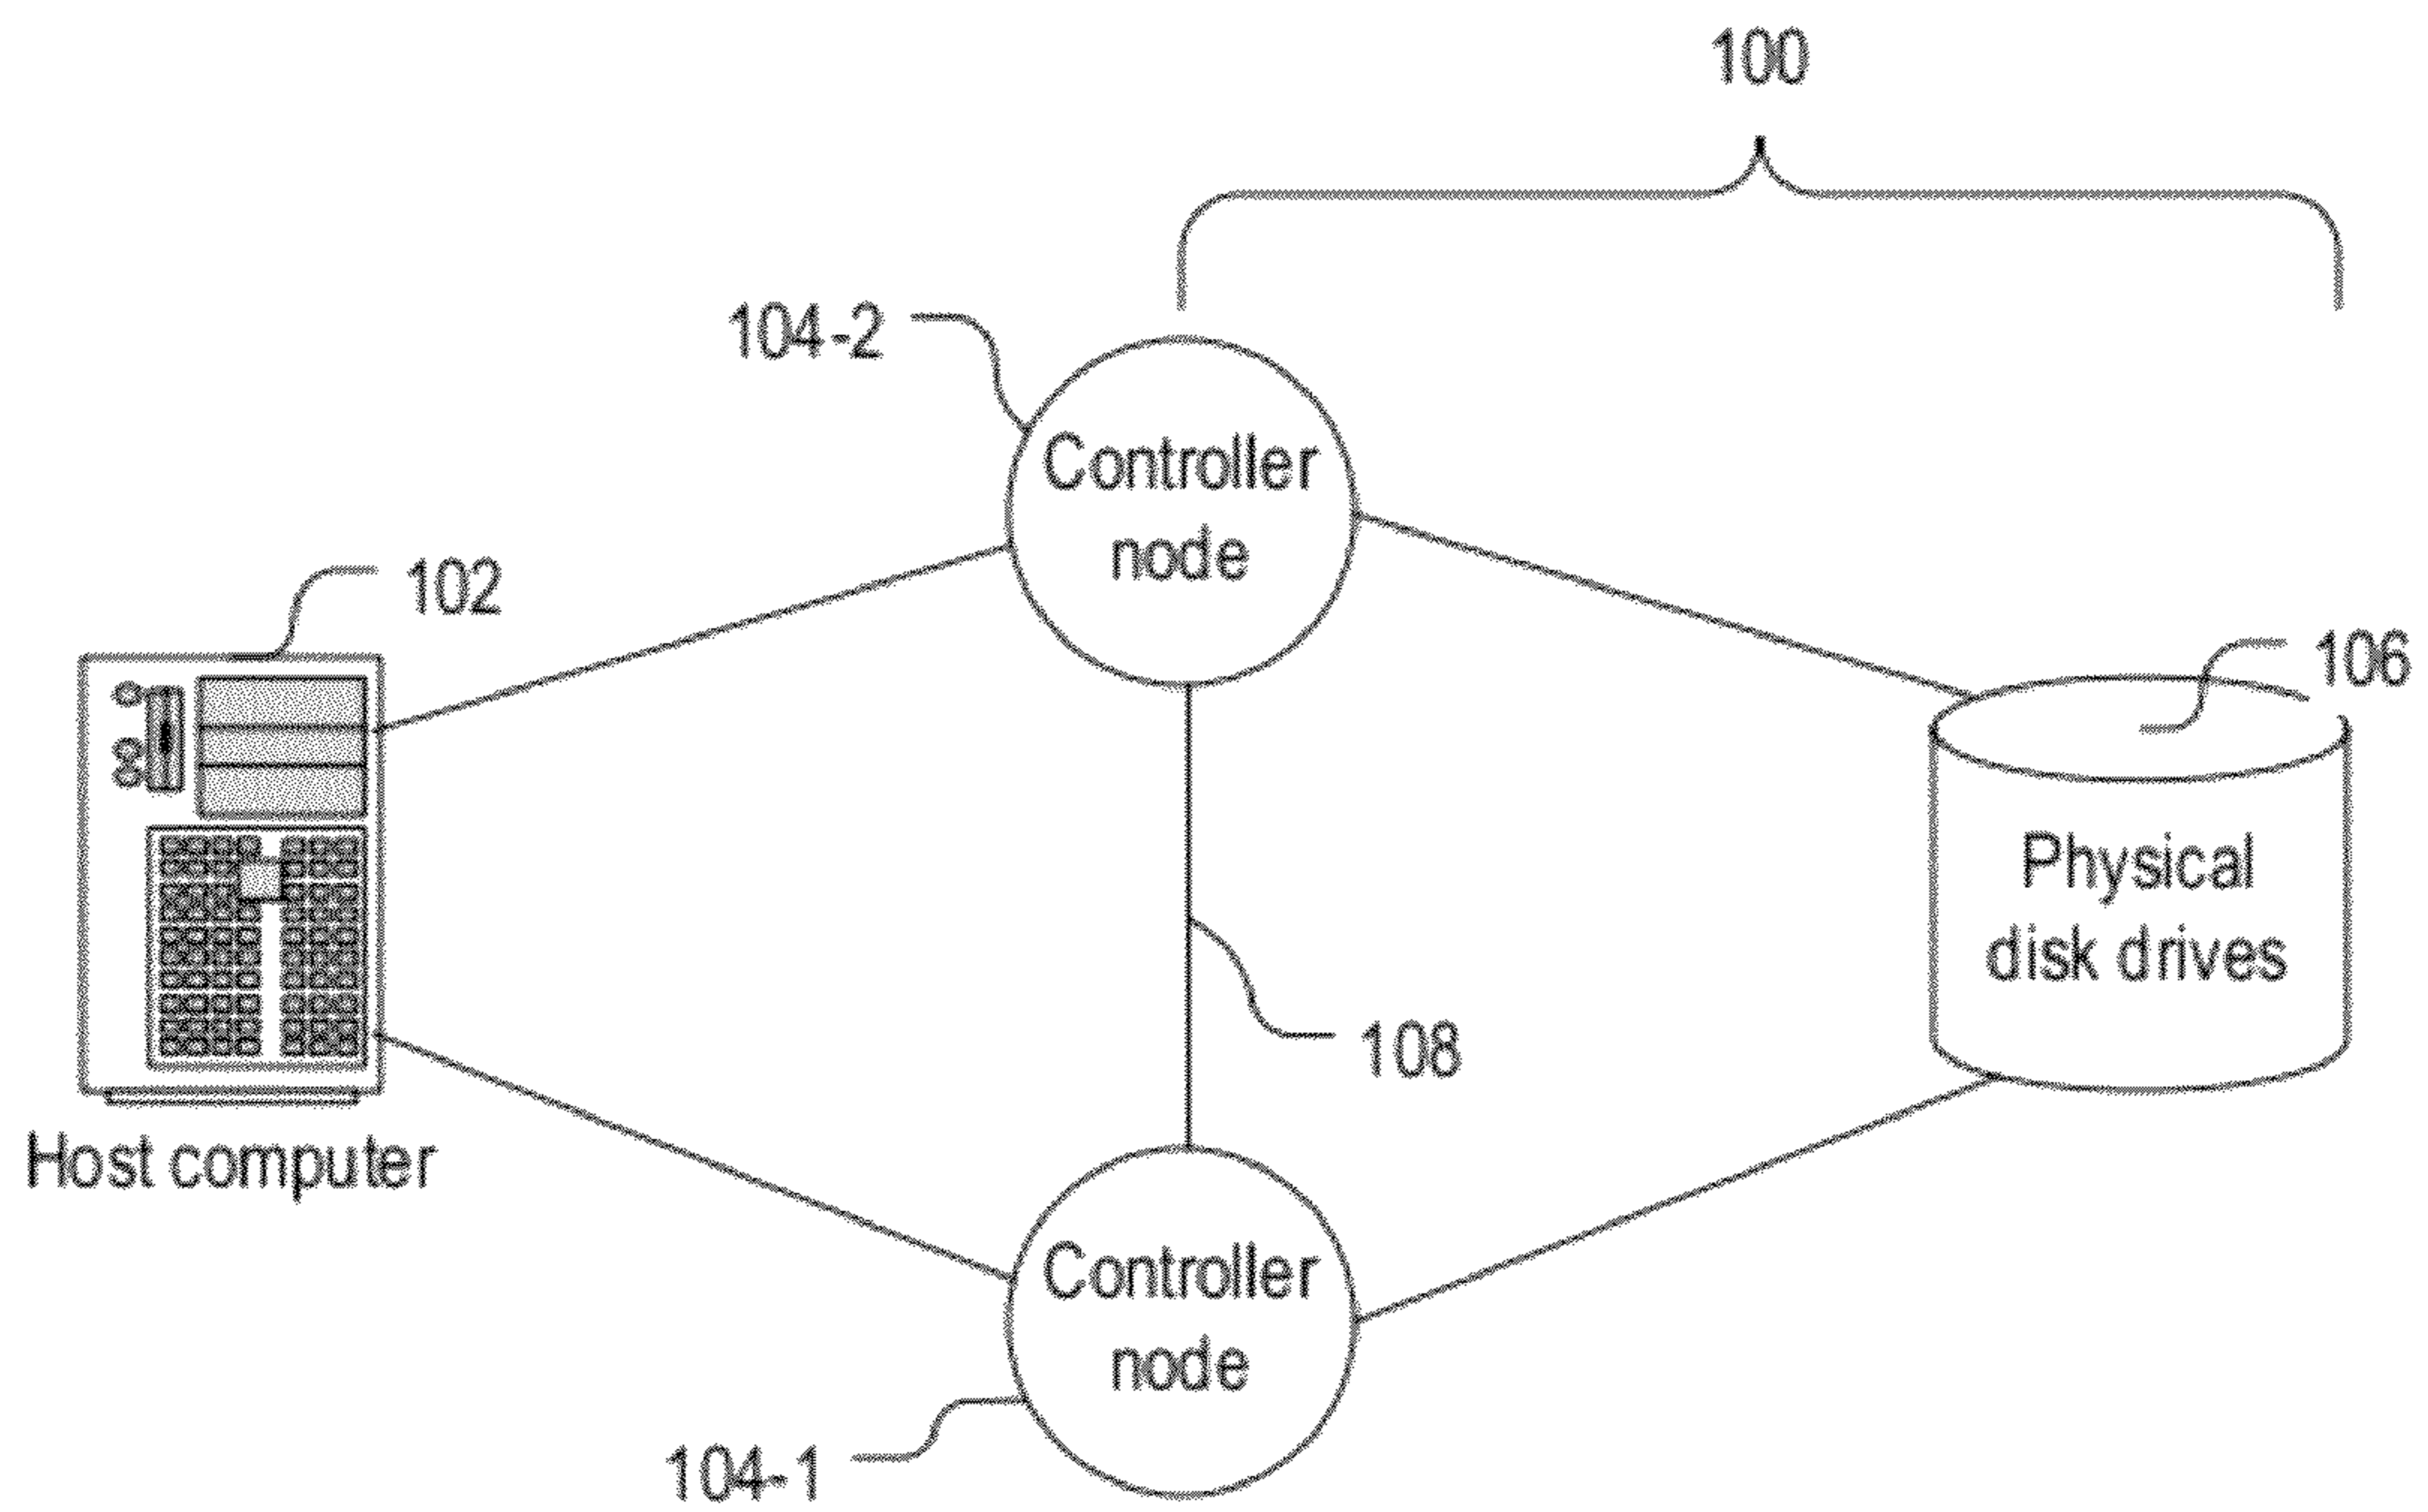 100
104-2
Controller
node
102
106
Physical
disk drives
108
Host computer
Controller
node
104-1